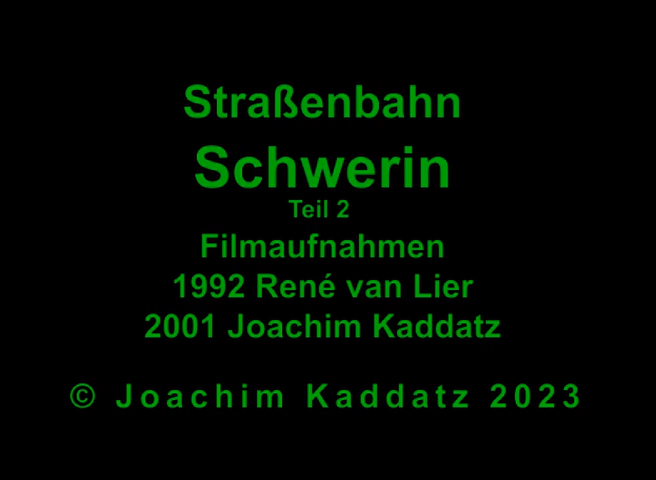 Straßenbahn
Schwerin
Teil 2
Filmaufnahmen
1992 René van Lier
2001 Joachim Kaddatz
© Joachim Kaddatz 2023